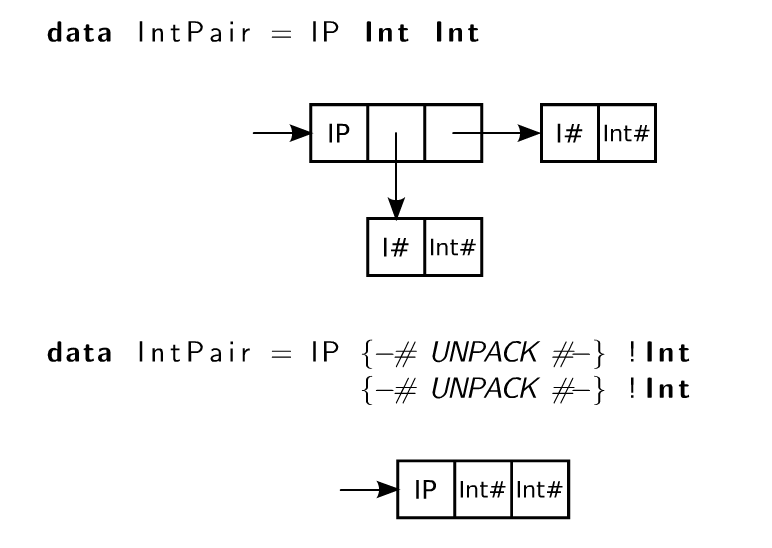 data IntPair = IP Int Int
IP I# Int#
I# Int#
data IntPair = IP {-# UNPACK #-} !Int
{-# UNPACK #-} !Int
IP Int# Int#